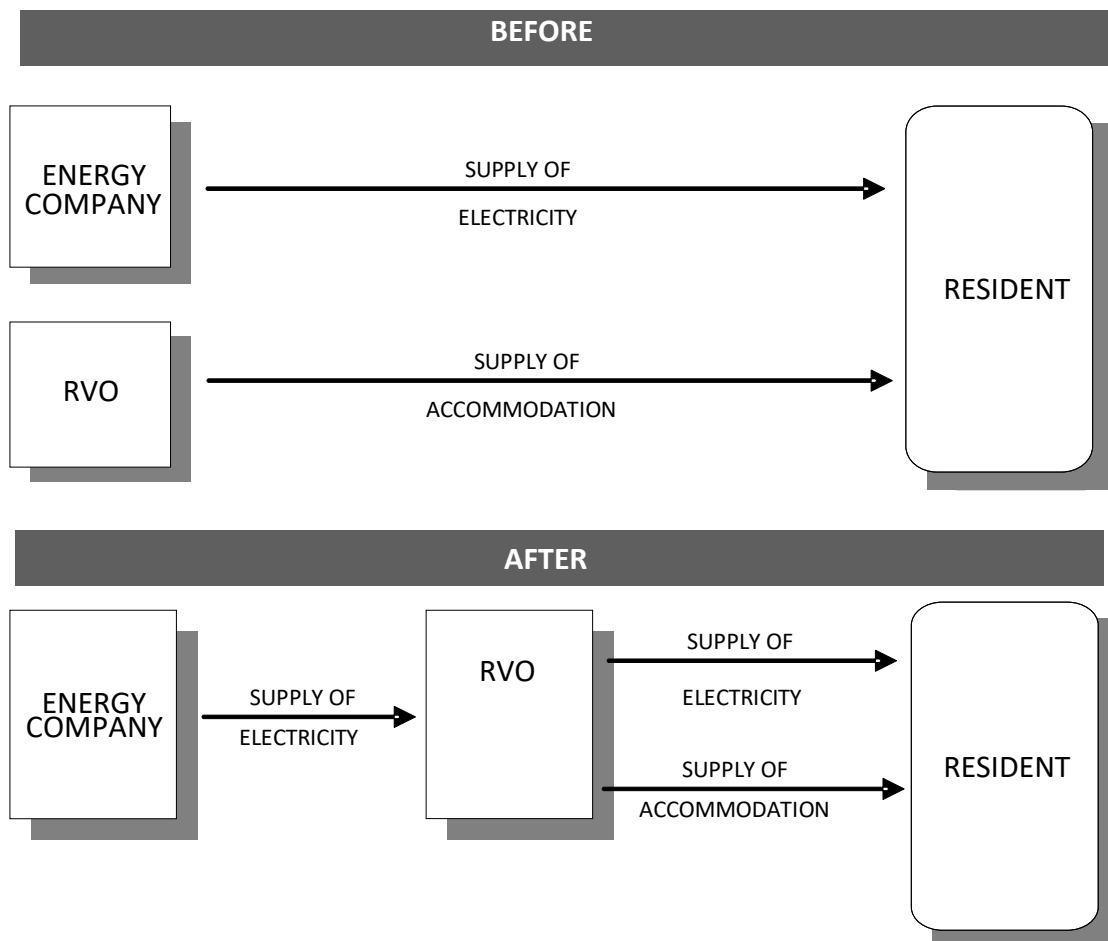 BEFORE
ENERGY
COMPANY
SUPPLY OF
ELECTRICITY
RESIDENT
RVO
SUPPLY OF
ACCOMMODATION
AFTER
ENERGY
COMPANY
SUPPLY OF
ELECTRICITY
RVO
SUPPLY OF
ELECTRICITY
SUPPLY OF
ACCOMMODATION
RESIDENT